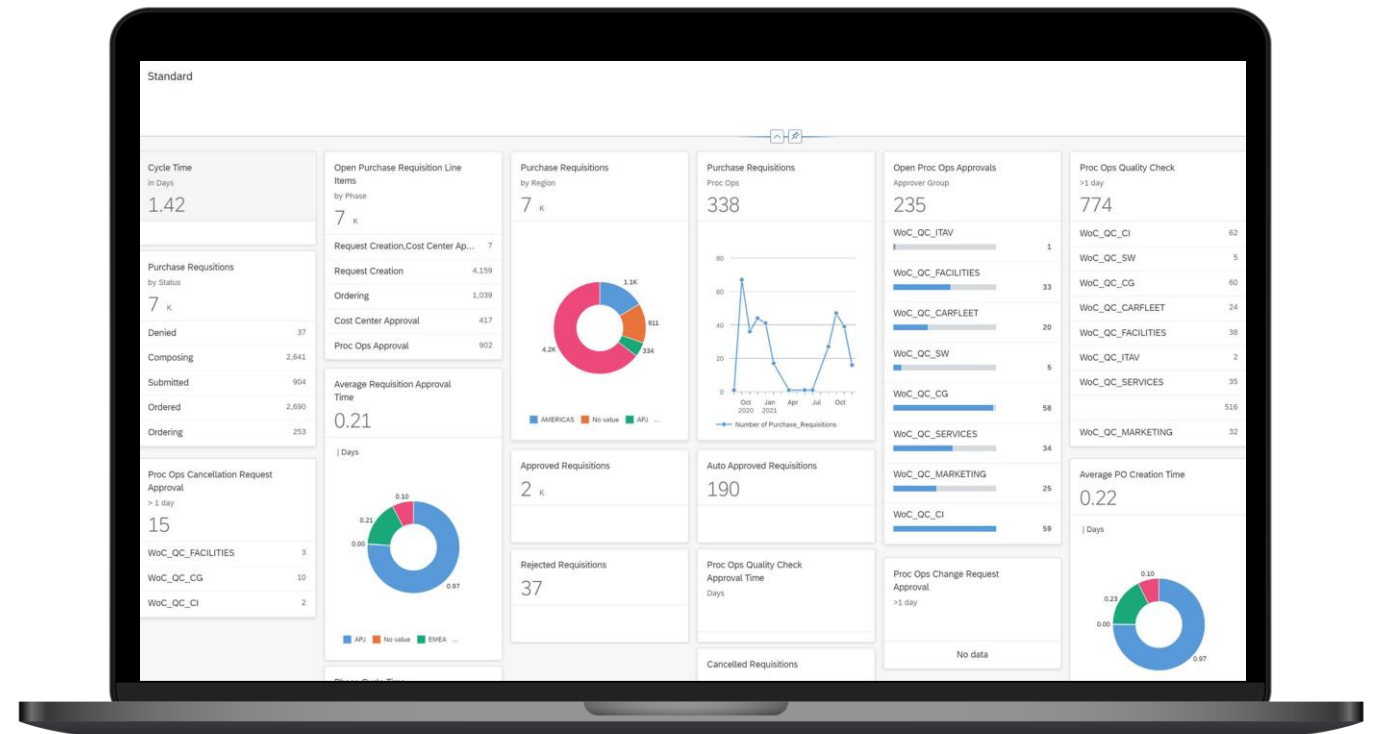 Standard
Cycle Time
in Days
1.42
Purchase Requsitions
by Status
7 K
Denied 37
Composing 2,641
Submitted 904
Ordered 2,690
Ordering 253
Proc Ops Cancellation Request
Approval
> 1 day
15
WoC_QC_FACILITIES 3
WoC_QC_CG 10
WoC_QC_CI 2
Open Purchase Requisition Line
Items
by Phase
7 K
Request Creation,Cost Center Ap... 7
Request Creation 4,159
Ordering 1,039
Cost Center Approval 417
Proc Ops Approval 902
Average Requisition Approval
Time
0.21
| Days
0.10
0.21
0.00
0.97
APJ No value EMEA ...
Purchase Requisitions
by Region
7 K
1.1K
911
334
4.2K
AMERICAS No value APJ ...
Approved Requisitions
2 K
Rejected Requisitions
37
Purchase Requisitions
Proc Ops
338
80
60
40
20
0
Oct Jan Apr Jul Oct
2020 2021
Number of Purchase_Requisitions
Auto Approved Requisitions
190
Proc Ops Quality Check
Approval Time
Days
Cancelled Requisitions
Open Proc Ops Approvals
Approver Group
235
WoC_QC_ITAV
1
WoC_QC_FACILITIES
33
WoC_QC_CARFLEET
20
WoC_QC_SW
5
WoC_QC_CG
58
WoC_QC_SERVICES
34
WoC_QC_MARKETING
25
WoC_QC_CI
59
Proc Ops Change Request
Approval
>1 day
No data
Proc Ops Quality Check
>1 day
774
WoC_QC_CI 62
WoC_QC_SW 5
WoC_QC_CG 60
WoC_QC_CARFLEET 24
WoC_QC_FACILITIES 38
WoC_QC_ITAV 2
WoC_QC_SERVICES 35
516
WoC_QC_MARKETING 32
Average PO Creation Time
0.22
| Days
0.10
0.23
0.00
0.97